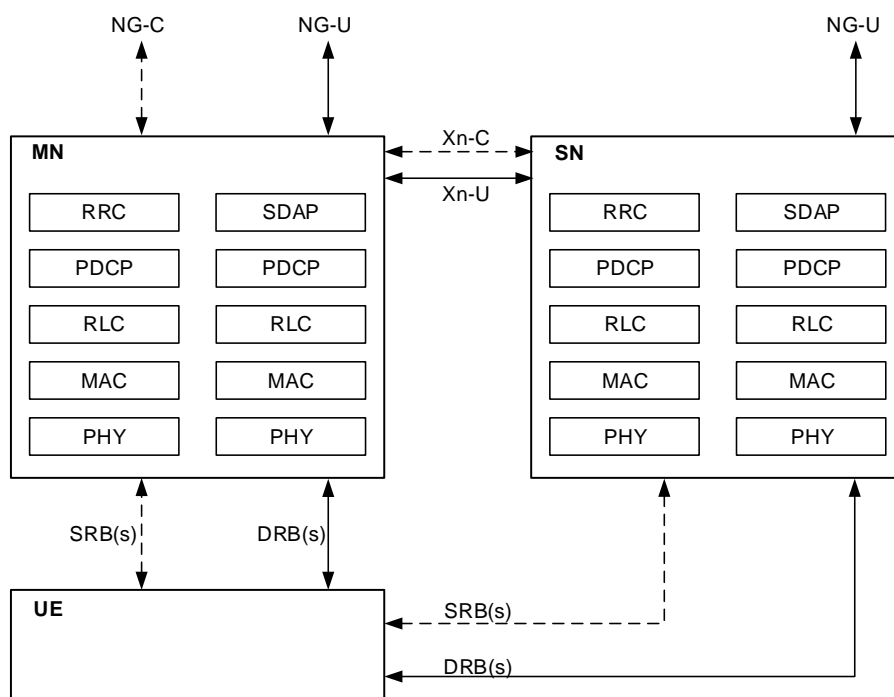 NG-C NG-U NG-U
MN Xn-C SN
Xn-U
RRC SDAP RRC SDAP
PDCP PDCP PDCP PDCP
RLC RLC RLC RLC
MAC MAC MAC MAC
PHY PHY PHY PHY
SRB(s) DRB(s)
UE SRB(s)
DRB(s)